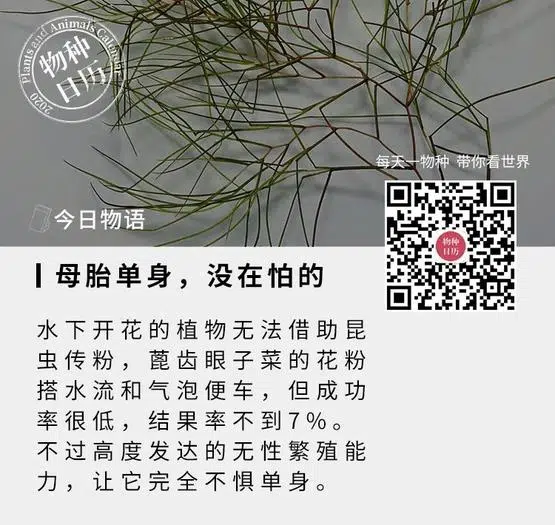 Plants and Animals Calendar
物种
日历
2020
每天一物种 带你看世界
今日物语
物种
日历
母胎单身，没在怕的
水下开花的植物无法借助昆
虫传粉，蓖齿眼子菜的花粉
搭水流和气泡便车，但成功
率很低，结果率不到7%。
不过高度发达的无性繁殖能
力，让它完全不惧单身。